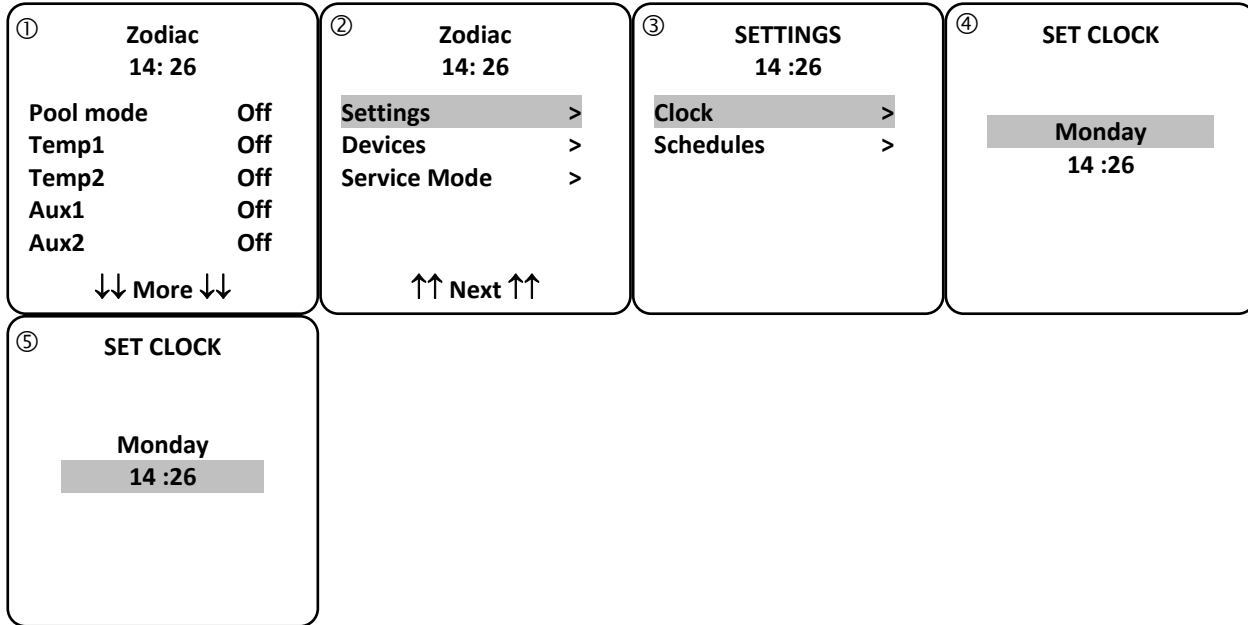 ①
Zodiac
14: 26
Pool mode Off
Temp1 Off
Temp2 Off
Aux1 Off
Aux2 Off
↓↓ More ↓↓
②
Zodiac
14: 26
Settings >
Devices >
Service Mode >
↑↑ Next ↑↑
③
SETTINGS
14 :26
Clock >
Schedules >
④
SET CLOCK
Monday
14 :26
⑤
SET CLOCK
Monday
14 :26